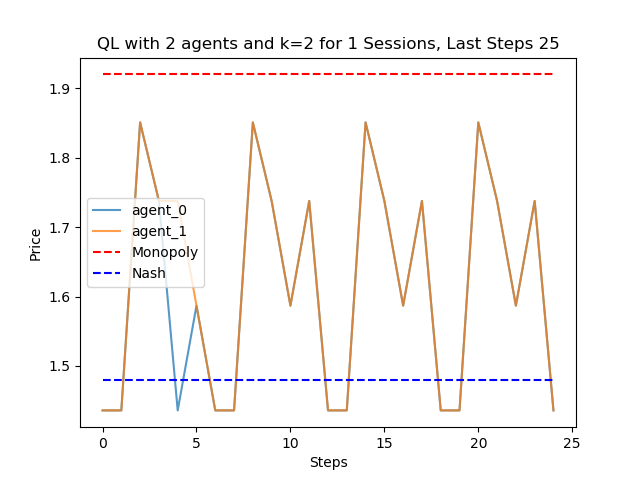 QL with 2 agents and k=2 for 1 Sessions, Last Steps 25
1.9
1.8
1.7
1.6
1.5
Price
agent_0
agent_1
Monopoly
Nash
0
5
10
15
20
25
Steps